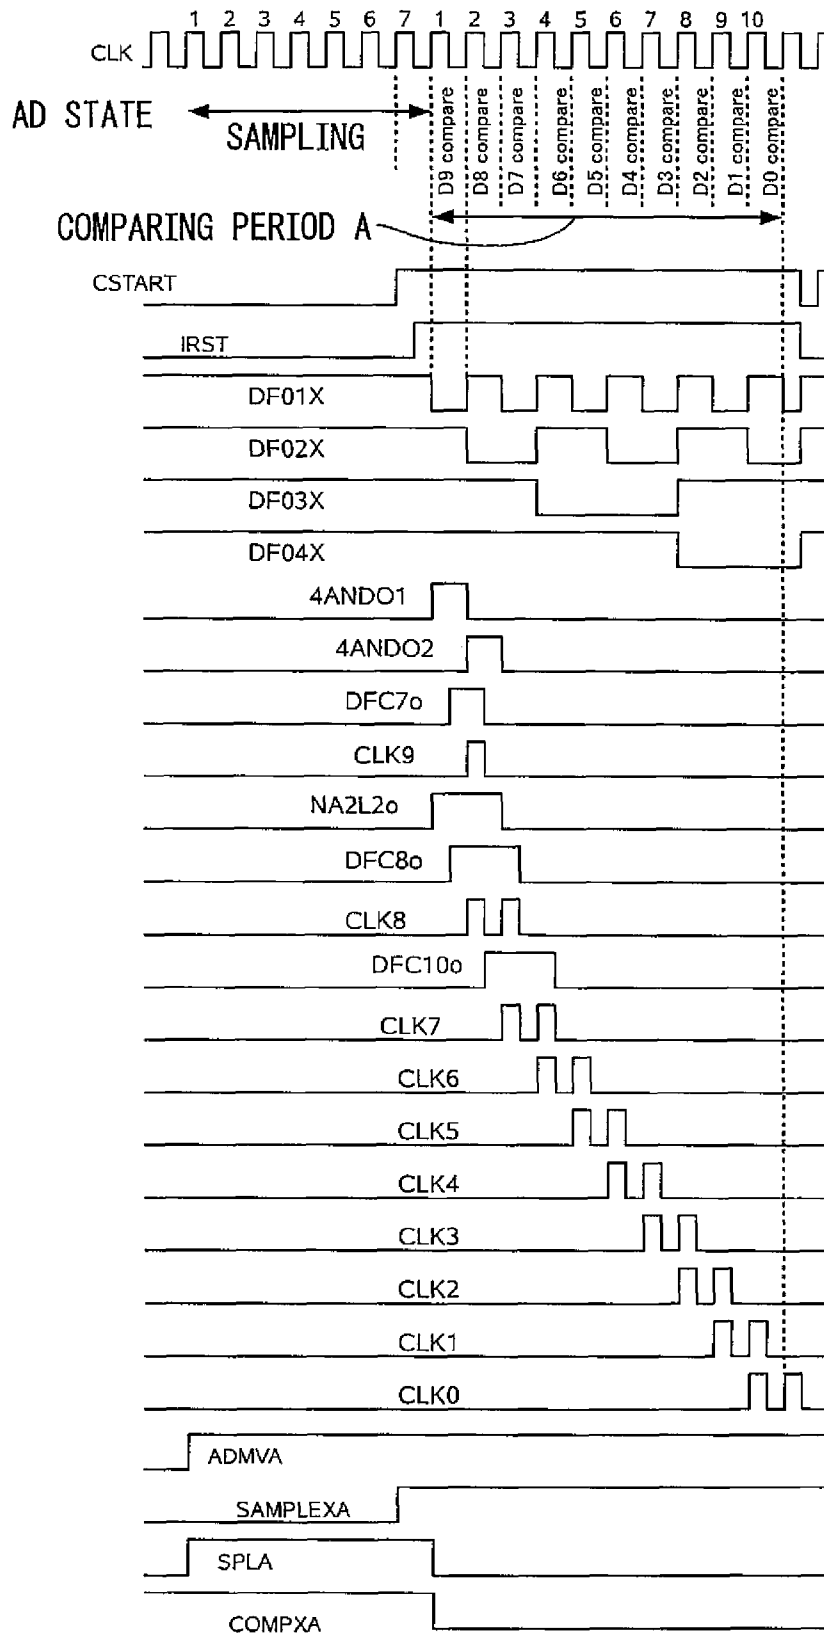 1 2 3 4 5 6 7 1 2 3 4 5 6 7 8 9 10
CLK
AD STATE
SAMPLING
D9 compare
D8 compare
D7 compare
D6 compare
D5 compare
D4 compare
D3 compare
D2 compare
D1 compare
D0 compare
COMPARING PERIOD A
CSTART
IRST
DF01X
DF02X
DF03X
DF04X
4ANDO1
4ANDO2
DFC7o
CLK9
NA2L2o
DFC8o
CLK8
DFC10o
CLK7
CLK6
CLK5
CLK4
CLK3
CLK2
CLK1
CLK0
ADMVA
SAMPLEXA
SPLA
COMPXA